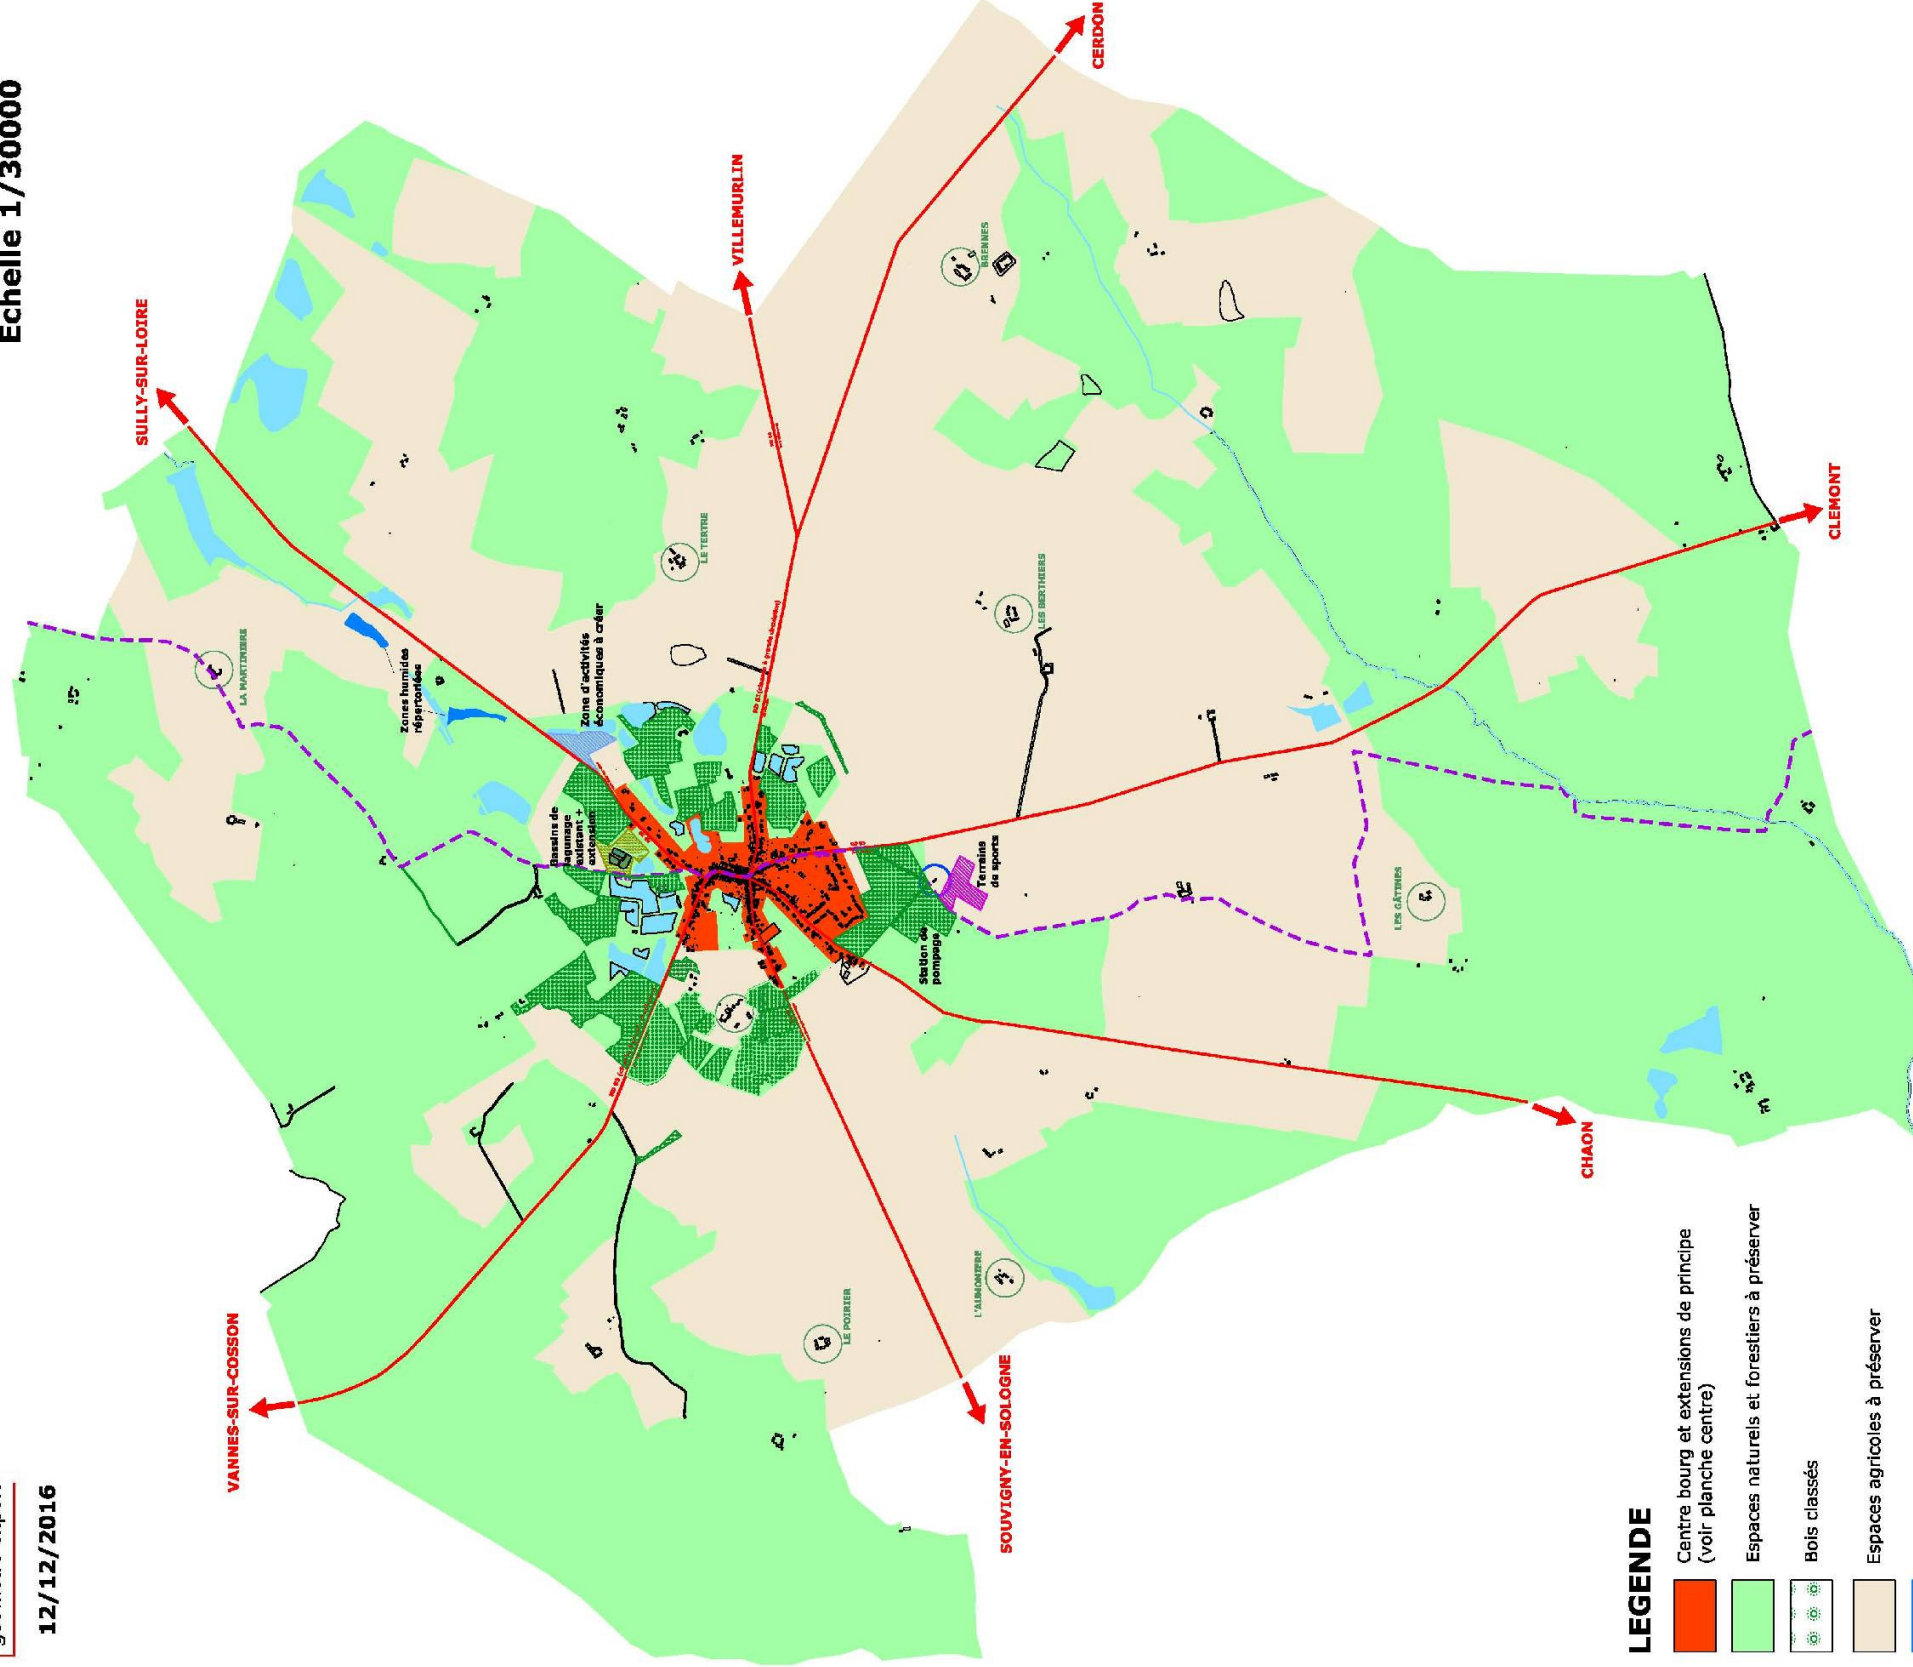 Echelle 1/30000
12/12/2016
SULLY-SUR-LOIRE
VILLEMURLIN
CERDON
CLEMONT
CHAON
SOUVIGNY-EN-SOLOGNE
VANNES-SUR-COSSON
LA MARTINIERE
Zones humides
répertoriées
Zone d'activités
économiques à créer
LE TERTRE
BRENNES
LES BERTHIERS
Bassins de
lagunage
existant +
extension
Terrains
de sports
Station de
pompage
LES GÂTINES
L'AUMONIERE
LE POIRIER
LEGENDE
Centre bourg et extensions de principe
(voir planche centre)
Espaces naturels et forestiers à préserver
Bois classés
Espaces agricoles à préserver